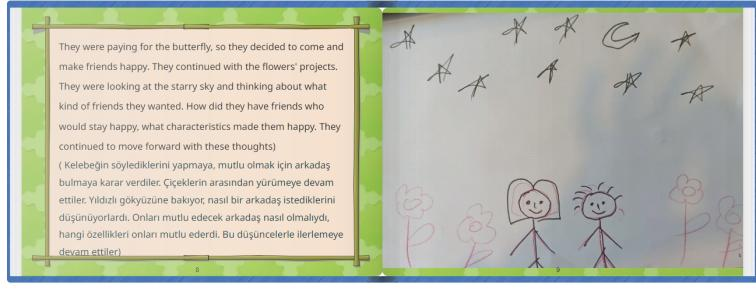 They were paying for the butterfly, so they decided to come and
make friends happy. They continued with the flowers' projects.
They were looking at the starry sky and thinking about what
kind of friends they wanted. How did they have friends who
would stay happy, what characteristics made them happy. They
continued to move forward with these thoughts)
( Kelebeğin söylediklerini yapmaya, mutlu olmak için arkadaş
bulmaya karar verdiler. Çiçeklerin arasından yürümeye devam
ettiler. Yıldızlı gökyüzüne bakıyor, nasıl bir arkadaş istediklerini
düşünüyorlardı. Onları mutlu edecek arkadaş nasıl olmalıydı,
hangi özellikleri onları mutlu ederdi. Bu düşüncelerle ilerlemeye
devam ettiler)
8
9